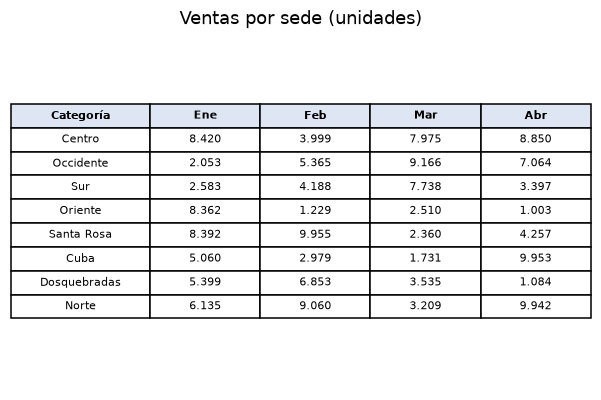 Ventas por sede (unidades)
Categoría Ene Feb Mar Abr
Centro 8.420 3.999 7.975 8.850
Occidente 2.053 5.365 9.166 7.064
Sur 2.583 4.188 7.738 3.397
Oriente 8.362 1.229 2.510 1.003
Santa Rosa 8.392 9.955 2.360 4.257
Cuba 5.060 2.979 1.731 9.953
Dosquebradas 5.399 6.853 3.535 1.084
Norte 6.135 9.060 3.209 9.942